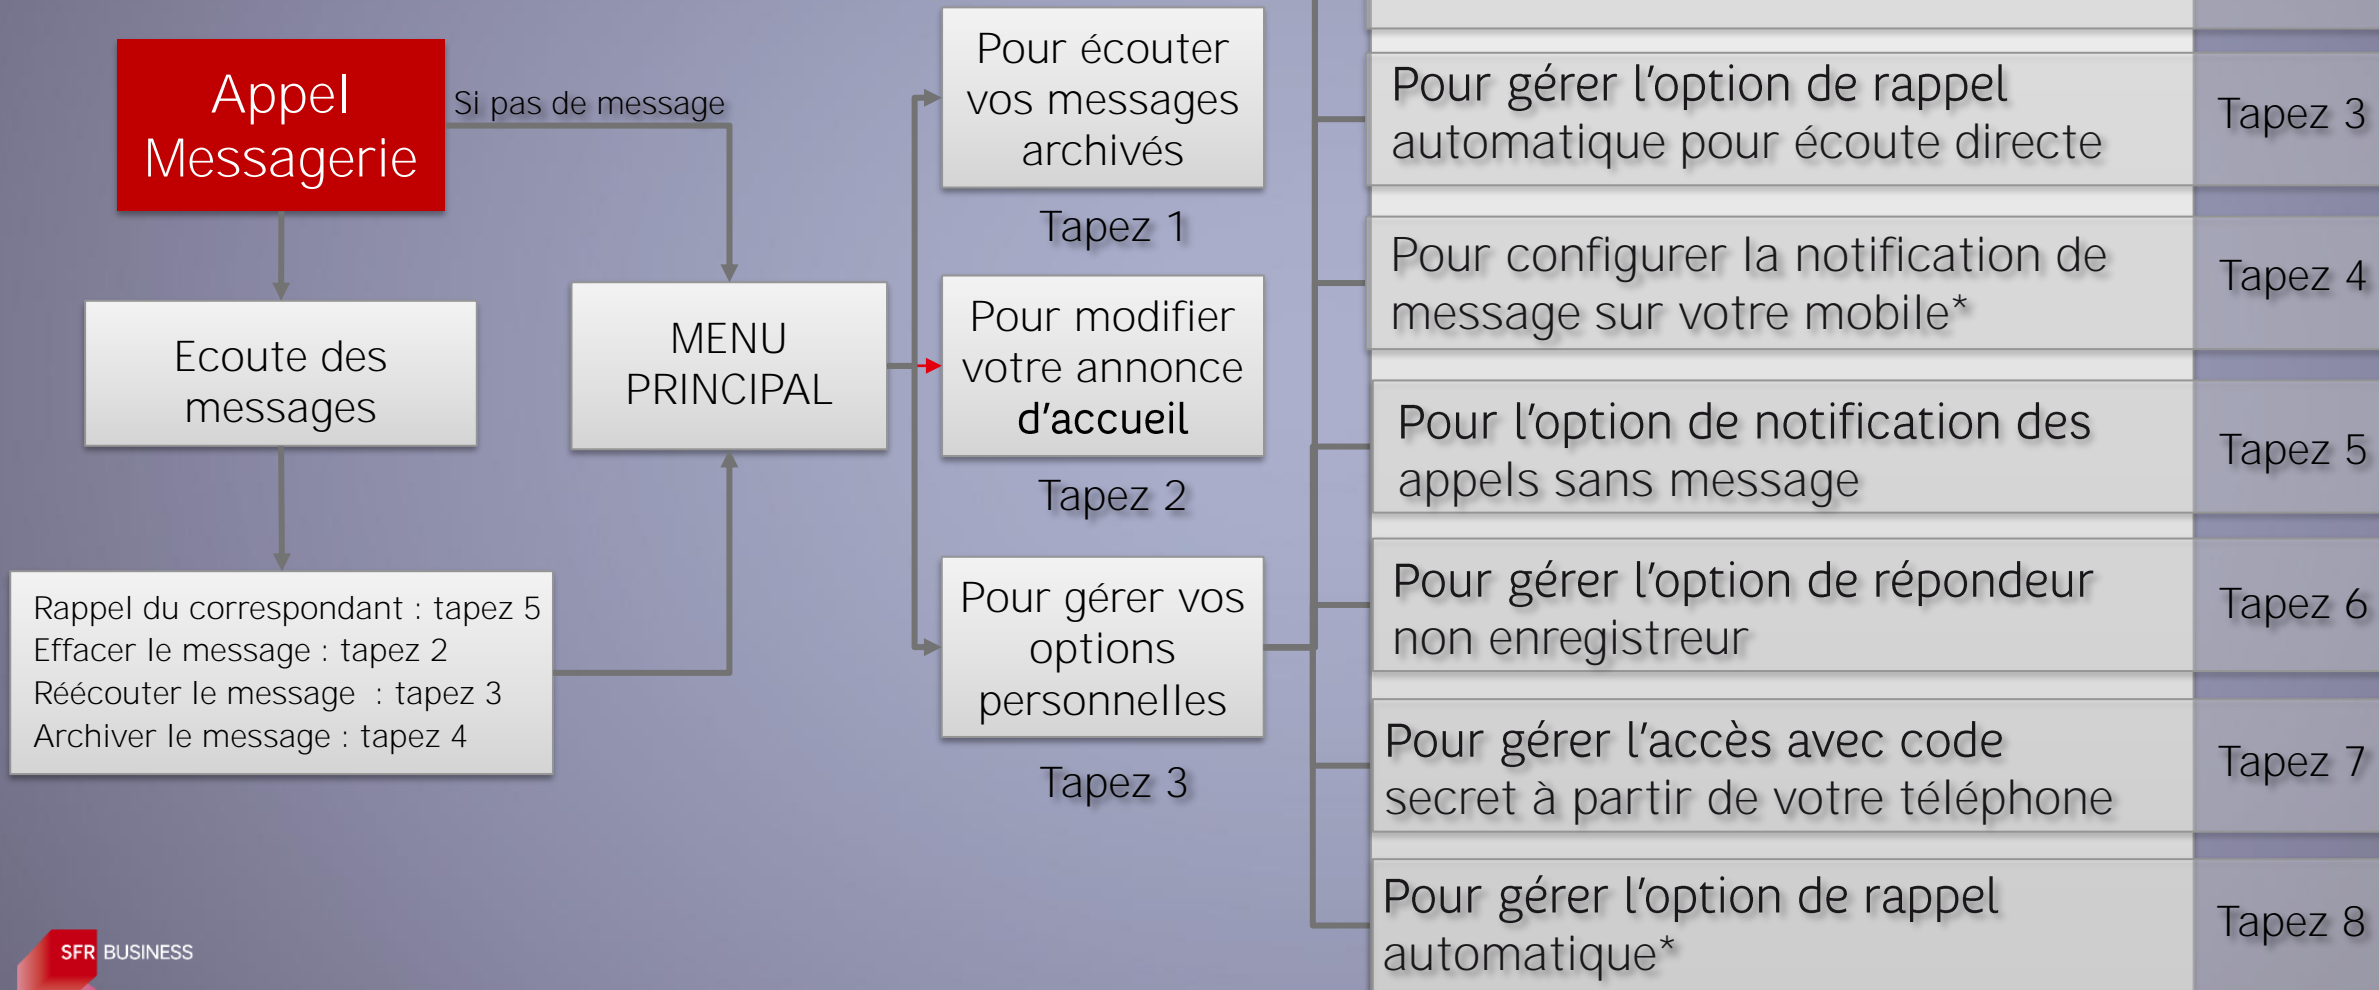 Appel
Messagerie
Si pas de message
Ecoute des
messages
Rappel du correspondant : tapez 5
Effacer le message : tapez 2
Réécouter le message  : tapez 3
Archiver le message : tapez 4
MENU
PRINCIPAL
Pour écouter
vos messages
archivés
Tapez 1
Pour modifier
votre annonce
d'accueil
Tapez 2
Pour gérer vos
options
personnelles
Tapez 3
Pour gérer l'option de rappel
automatique pour écoute directe
Tapez 3
Pour configurer la notification de
message sur votre mobile*
Tapez 4
Pour l'option de notification des
appels sans message
Tapez 5
Pour gérer l'option de répondeur
non enregistreur
Tapez 6
Pour gérer l'accès avec code
secret à partir de votre téléphone
Tapez 7
Pour gérer l'option de rappel
automatique*
Tapez 8
SFR BUSINESS